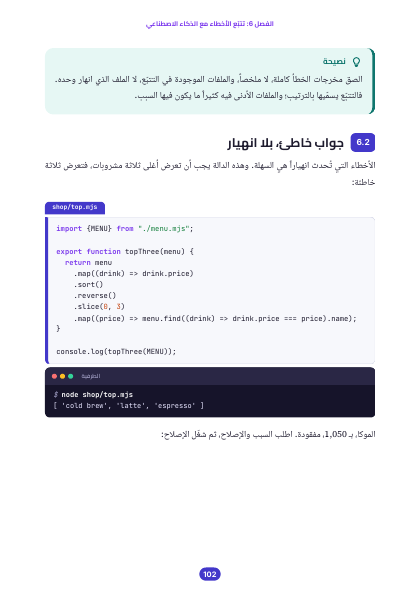 الفصل 6: تتبّع الأخطاء مع الذكاء الاصطناعي
نصيحة
الصق مخرجات الخطأ كاملة، لا ملخصاً، والملفات الموجودة في التتبّع، لا الملف الذي انهار وحده.
فالتتبّع يسمّيها بالترتيب؛ والملفات الأدنى فيه كثيراً ما يكون فيها السبب.
6.2 جواب خاطئ، بلا انهيار
الأخطاء التي تُحدث انهياراً هي السهلة. وهذه الدالة يجب أن تعرض أغلى ثلاثة مشروبات، فتعرض ثلاثة
خاطئة:
shop/top.mjs
import {MENU} from "./menu.mjs";
export function topThree(menu) {
return menu
.map((drink) => drink.price)
.sort()
.reverse()
.slice(0, 3)
.map((price) => menu.find((drink) => drink.price === price).name);
}
console.log(topThree(MENU));
الطرفية
$ node shop/top.mjs
[ 'cold brew', 'latte', 'espresso' ]
الموكا، بـ 1,050، مفقودة. اطلب السبب والإصلاح، ثم شغّل الإصلاح:
102